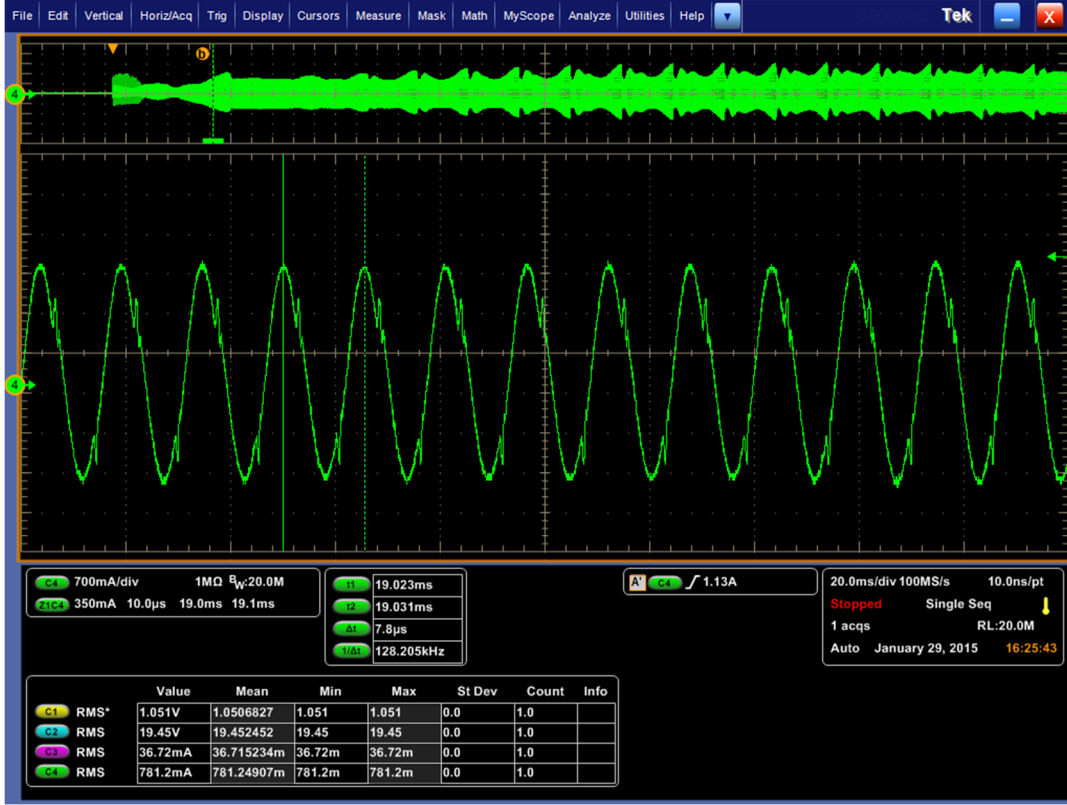 File Edit Vertical Horiz/Acq Trig Display Cursors Measure Mask Math MyScope Analyze Utilities Help Tek X
b
4
4
C4 700mA/div 1MΩ BW:20.0M
Z1C4 350mA 10.0µs 19.0ms 19.1ms
t1 19.023ms
t2 19.031ms
Δt 7.8µs
1/Δt 128.205kHz
A' C4 1.13A
20.0ms/div 100MS/s 10.0ns/pt
Stopped Single Seq
1 acqs RL:20.0M
Auto January 29, 2015 16:25:43
Value Mean Min Max St Dev Count Info
C1 RMS* 1.051V 1.0506827 1.051 1.051 0.0 1.0
C2 RMS 19.45V 19.452452 19.45 19.45 0.0 1.0
C3 RMS 36.72mA 36.715234m 36.72m 36.72m 0.0 1.0
C4 RMS 781.2mA 781.24907m 781.2m 781.2m 0.0 1.0